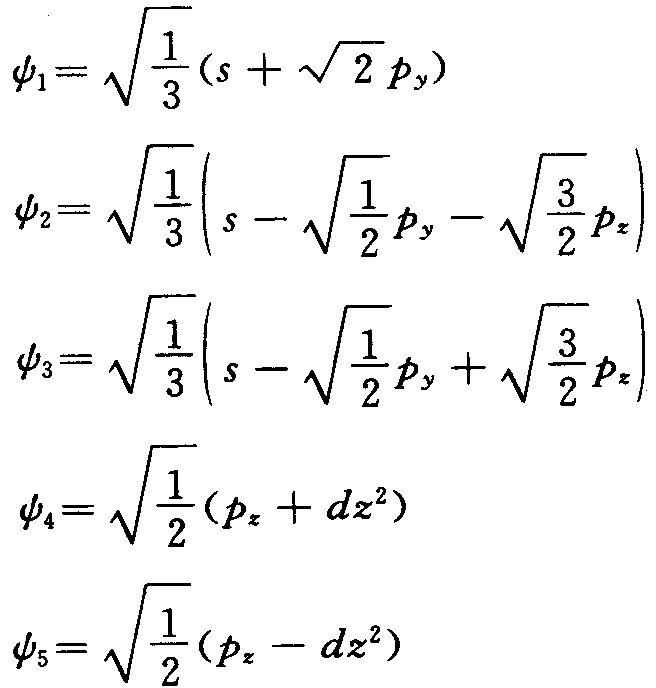 ψ₁ = √(1/3) (s + √2 p_y)
ψ₂ = √(1/3) (s − √(1/2) p_y − √(3/2) p_z)
ψ₃ = √(1/3) (s − √(1/2) p_y + √(3/2) p_z)
ψ₄ = √(1/2) (p_z + dz²)
ψ₅ = √(1/2) (p_z − dz²)